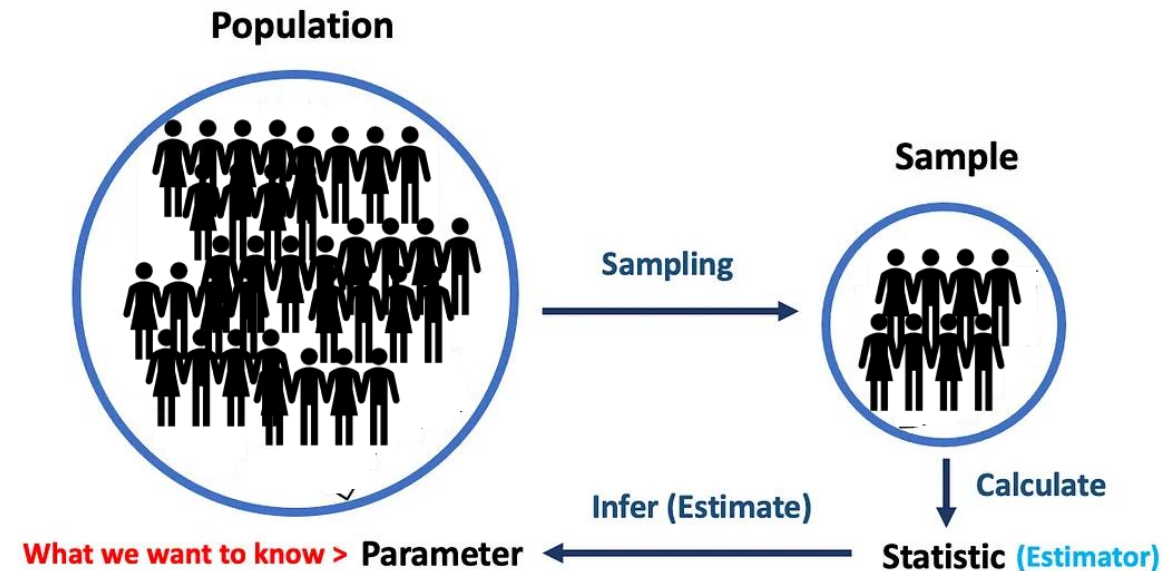 Population
Sample
Sampling
Calculate
Infer (Estimate)
What we want to know > Parameter
Statistic (Estimator)